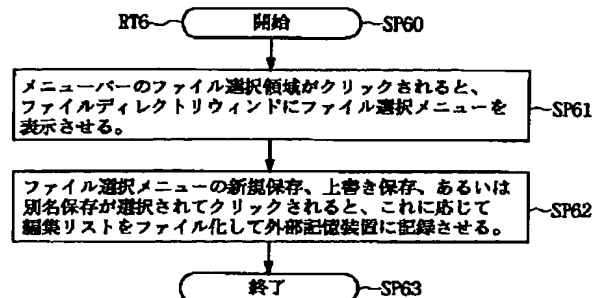 RT6 開始 SP60
メニューバーのファイル選択領域がクリックされると、
ファイルディレクトリウィンドにファイル選択メニューを
表示させる。
SP61
ファイル選択メニューの新規保存、上書き保存、あるいは
別名保存が選択されてクリックされると、これに応じて
編集リストをファイル化して外部記憶装置に記録させる。
SP62
終了 SP63